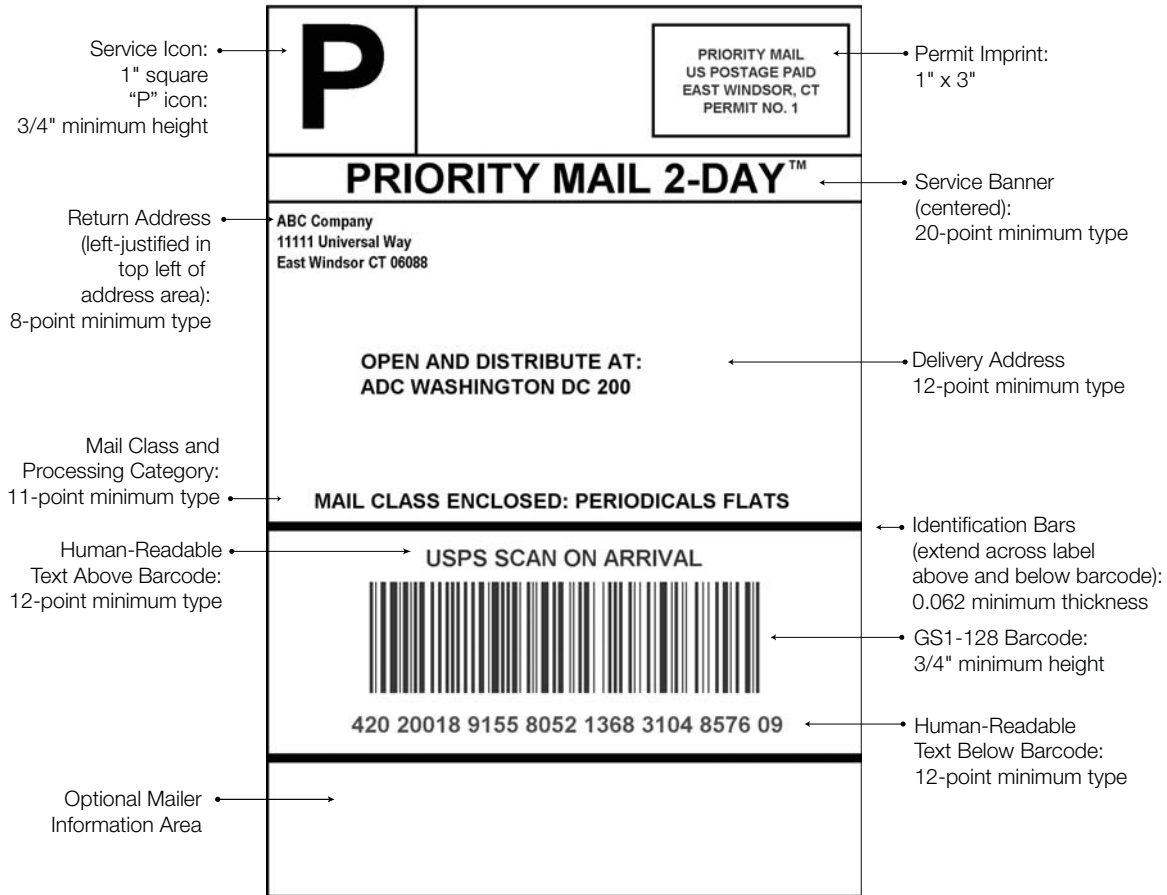 Service Icon:
1" square
“P” icon:
3/4" minimum height
P
PRIORITY MAIL
US POSTAGE PAID
EAST WINDSOR, CT
PERMIT NO. 1
Permit Imprint:
1" x 3"
PRIORITY MAIL 2-DAY™
Service Banner
(centered):
20-point minimum type
Return Address
(left-justified in
top left of
address area):
8-point minimum type
ABC Company
11111 Universal Way
East Windsor CT 06088
OPEN AND DISTRIBUTE AT:
ADC WASHINGTON DC 200
Delivery Address
12-point minimum type
Mail Class and
Processing Category:
11-point minimum type
MAIL CLASS ENCLOSED: PERIODICALS FLATS
Identification Bars
(extend across label
above and below barcode):
0.062 minimum thickness
Human-Readable
Text Above Barcode:
12-point minimum type
USPS SCAN ON ARRIVAL
GS1-128 Barcode:
3/4" minimum height
420 20018 9155 8052 1368 3104 8576 09
Human-Readable
Text Below Barcode:
12-point minimum type
Optional Mailer
Information Area